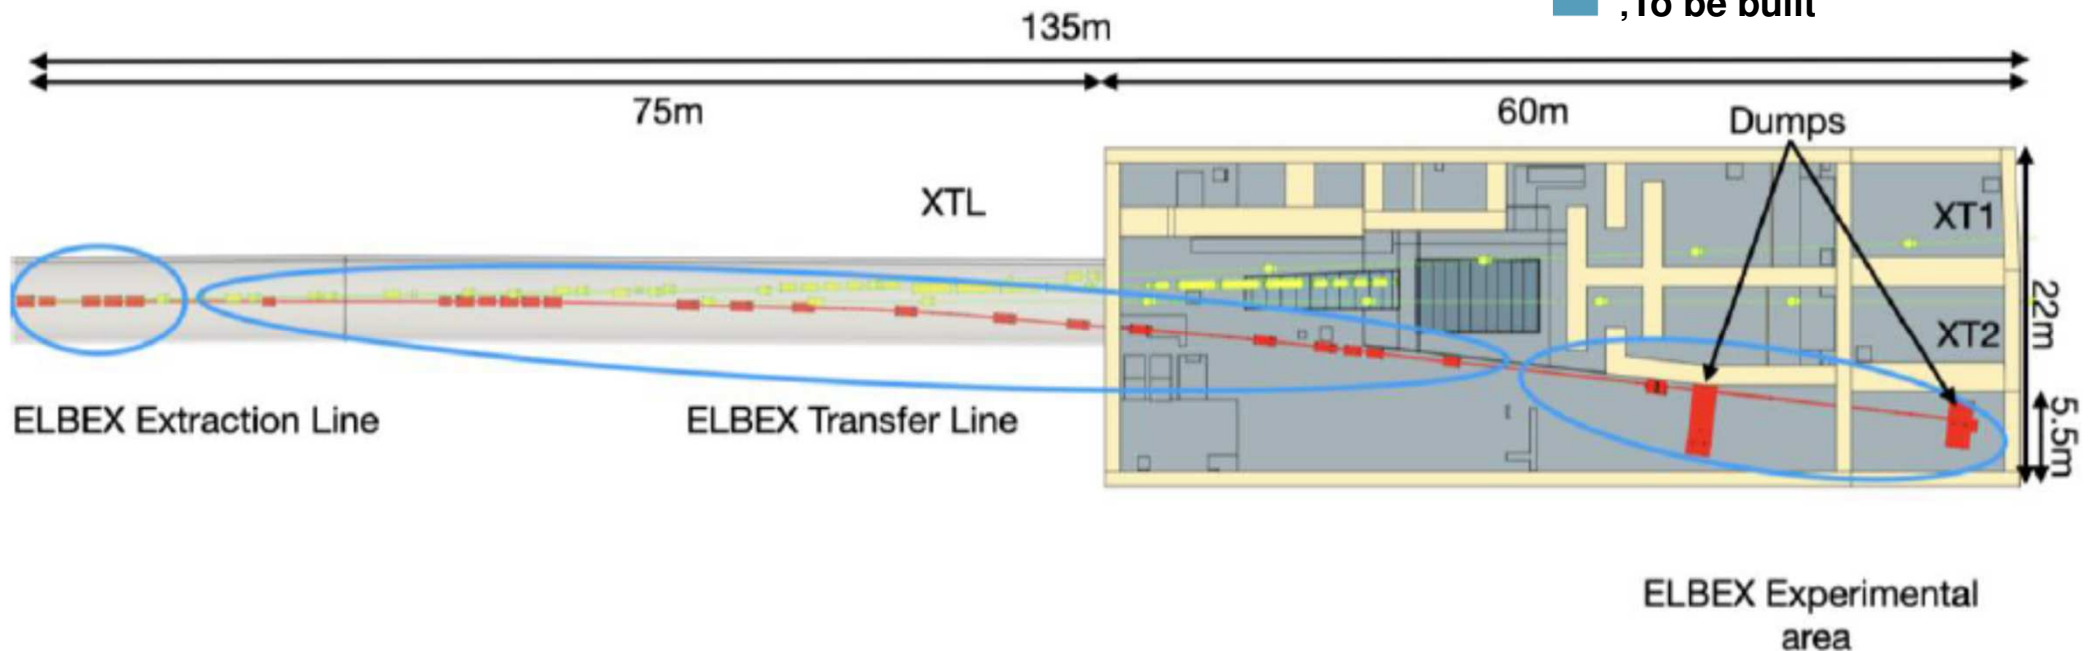 ,To be built
135m
75m
60m
Dumps
XTL
XT1
XT2
22m
5.5m
ELBEX Extraction Line
ELBEX Transfer Line
ELBEX Experimental
area